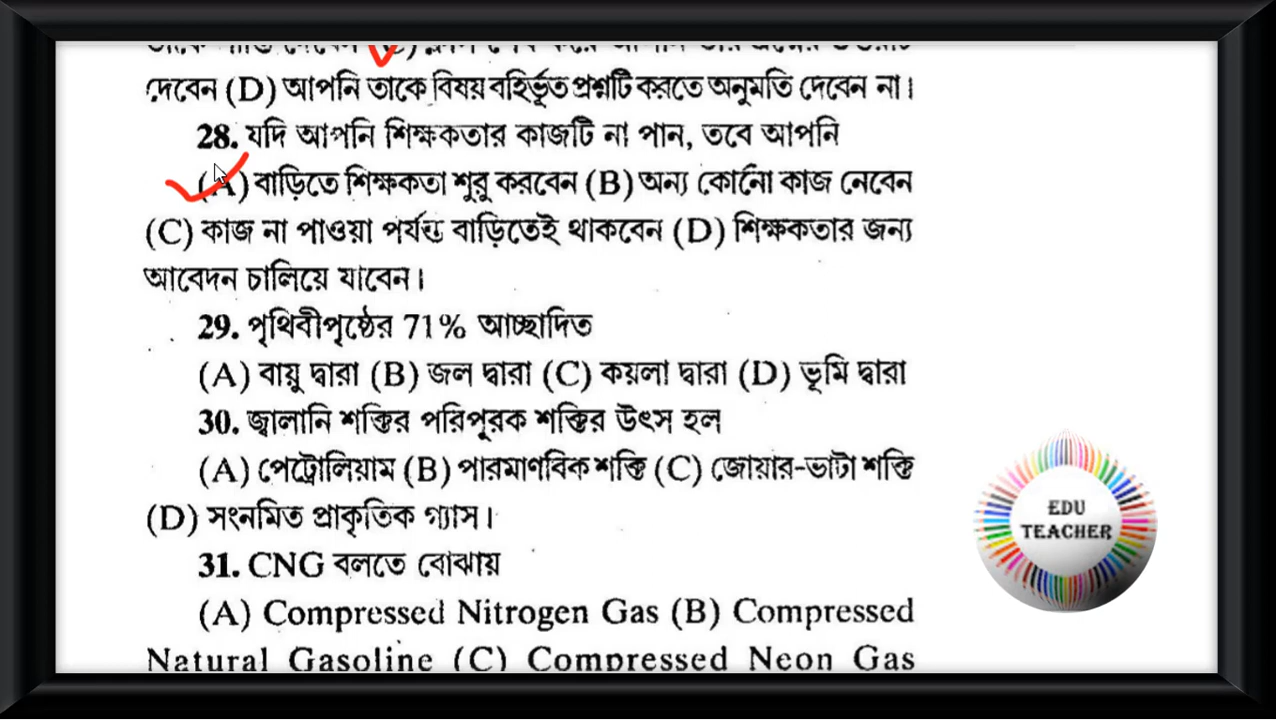 দেবেন (D) আপনি তাকে বিষয় বহির্ভূত প্রশ্নটি করতে অনুমতি দেবেন না।
28. যদি আপনি শিক্ষকতার কাজটি না পান, তবে আপনি
(A) বাড়িতে শিক্ষকতা শুরু করবেন (B) অন্য কোনো কাজ নেবেন
(C) কাজ না পাওয়া পর্যন্ত বাড়িতেই থাকবেন (D) শিক্ষকতার জন্য
আবেদন চালিয়ে যাবেন।
29. পৃথিবীপৃষ্ঠের 71% আচ্ছাদিত
(A) বায়ু দ্বারা (B) জল দ্বারা (C) কয়লা দ্বারা (D) ভূমি দ্বারা
30. জ্বালানি শক্তির পরিপূরক শক্তির উৎস হল
(A) পেট্রোলিয়াম (B) পারমাণবিক শক্তি (C) জোয়ার-ভাটা শক্তি
(D) সংনমিত প্রাকৃতিক গ্যাস।
31. CNG বলতে বোঝায়
(A) Compressed Nitrogen Gas (B) Compressed
Natural Gasoline (C) Compressed Neon Gas
EDU
TEACHER